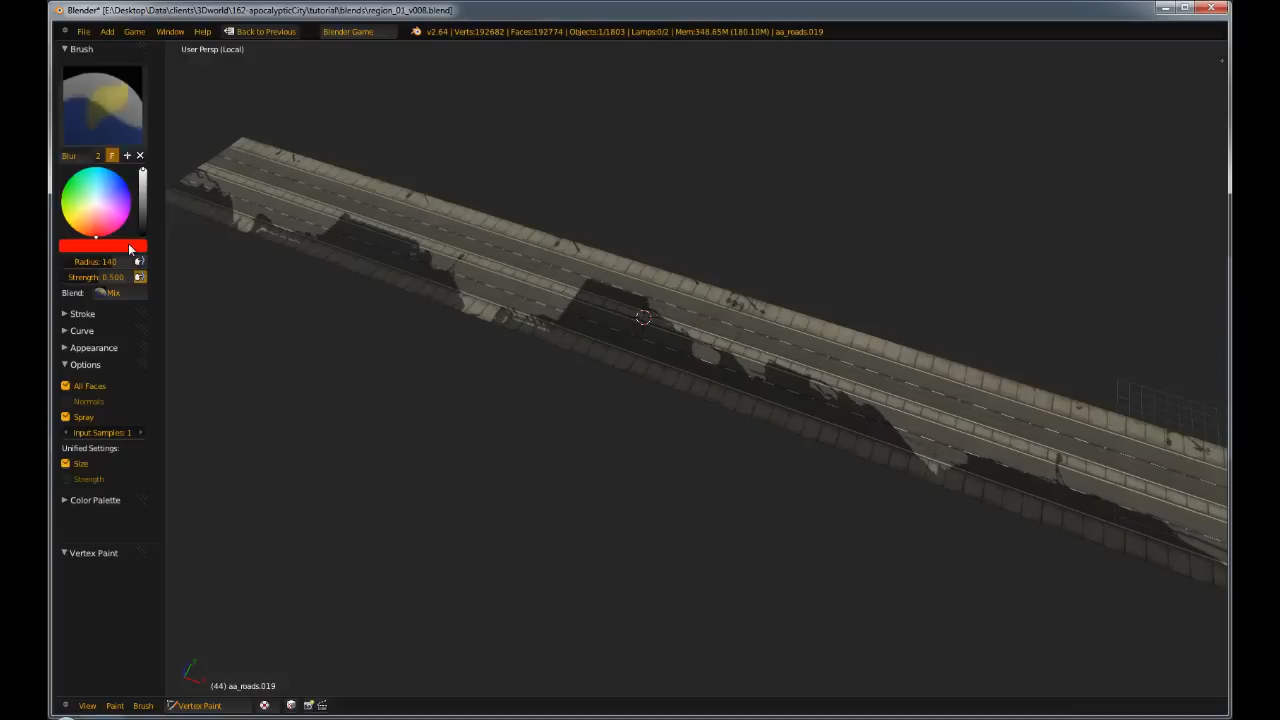 Blender* [E:\Desktop\Data\clients\3Dworld\162-apocalypticCity\tutorial\blends\region_01_v008.blend]
File Add Game Window Help Back to Previous Blender Game v2.64 | Verts:192682 | Faces:192774 | Objects:1/1803 | Lamps:0/2 | Mem:348.65M (180.10M) | aa_roads.019
Brush
User Persp (Local)
Blur 2 F
Radius: 140
Strength: 0.500
Blend: Mix
Stroke
Curve
Appearance
Options
All Faces
Normals
Spray
Input Samples: 1
Unified Settings:
Size
Strength
Color Palette
Vertex Paint
(44) aa_roads.019
View Paint Brush Vertex Paint